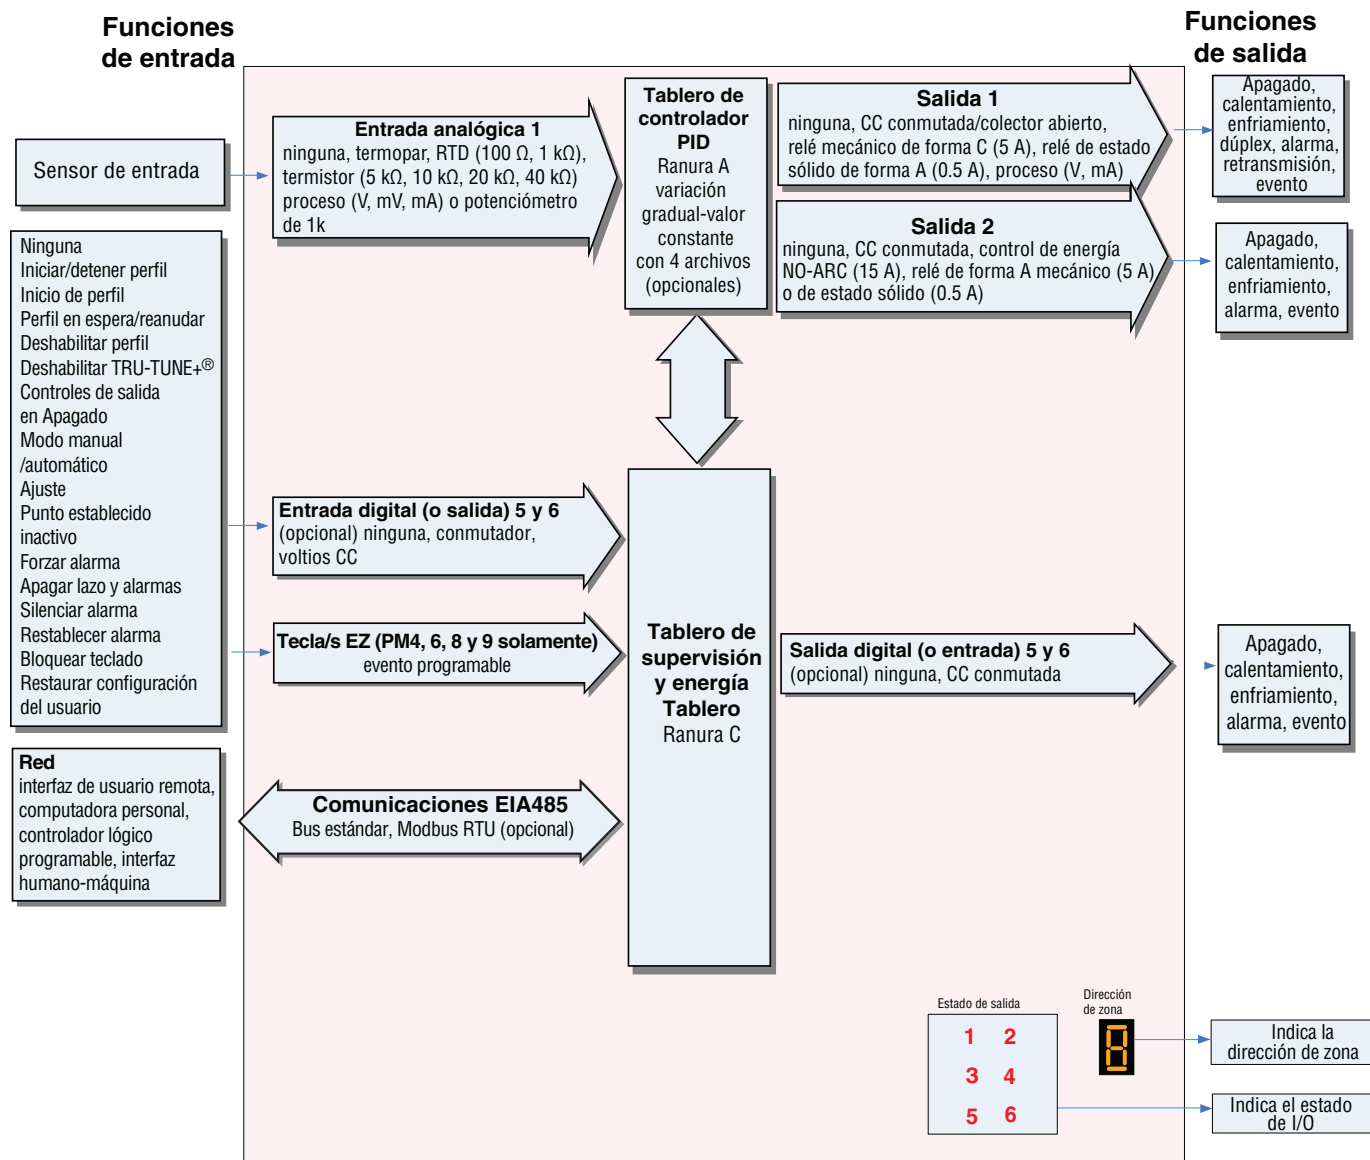 Funciones
de entrada
Funciones
de salida
Sensor de entrada
Entrada analógica 1
ninguna, termopar, RTD (100 Ω, 1 kΩ),
termistor (5 kΩ, 10 kΩ, 20 kΩ, 40 kΩ)
proceso (V, mV, mA) o potenciómetro
de 1k
Tablero de
controlador
PID
Ranura A
variación
gradual-valor
constante
con 4 archivos
(opcionales)
Salida 1
ninguna, CC conmutada/colector abierto,
relé mecánico de forma C (5 A), relé de estado
sólido de forma A (0.5 A), proceso (V, mA)
Apagado,
calentamiento,
enfriamiento,
dúplex, alarma,
retransmisión,
evento
Salida 2
ninguna, CC conmutada, control de energía
NO-ARC (15 A), relé de forma A mecánico (5 A)
o de estado sólido (0.5 A)
Apagado,
calentamiento,
enfriamiento,
alarma, evento
Ninguna
Iniciar/detener perfil
Inicio de perfil
Perfil en espera/reanudar
Deshabilitar perfil
Deshabilitar TRU-TUNE+®
Controles de salida
en Apagado
Modo manual
/automático
Ajuste
Punto establecido
inactivo
Forzar alarma
Apagar lazo y alarmas
Silenciar alarma
Restablecer alarma
Bloquear teclado
Restaurar configuración
del usuario
Entrada digital (o salida) 5 y 6
(opcional) ninguna, conmutador,
voltios CC
Tecla/s EZ (PM4, 6, 8 y 9 solamente)
evento programable
Tablero de
supervisión
y energía
Tablero
Ranura C
Salida digital (o entrada) 5 y 6
(opcional) ninguna, CC conmutada
Apagado,
calentamiento,
enfriamiento,
alarma, evento
Red
interfaz de usuario remota,
computadora personal,
controlador lógico
programable, interfaz
humano-máquina
Comunicaciones EIA485
Bus estándar, Modbus RTU (opcional)
Estado de salida
1 2
3 4
5 6
Dirección
de zona
8
Indica la
dirección de zona
Indica el estado
de I/O